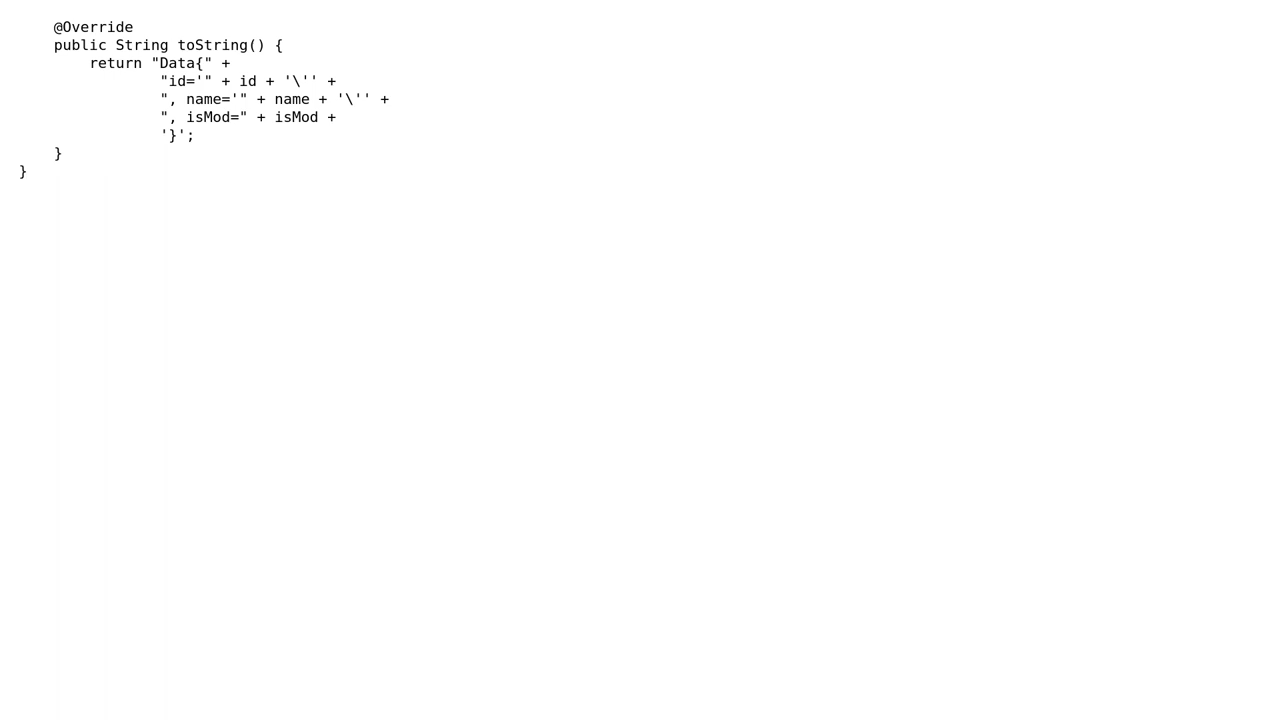 @Override
    public String toString() {
        return "Data{" +
                "id='" + id + '\'' +
                ", name='" + name + '\'' +
                ", isMod=" + isMod +
                '}';
    }
}